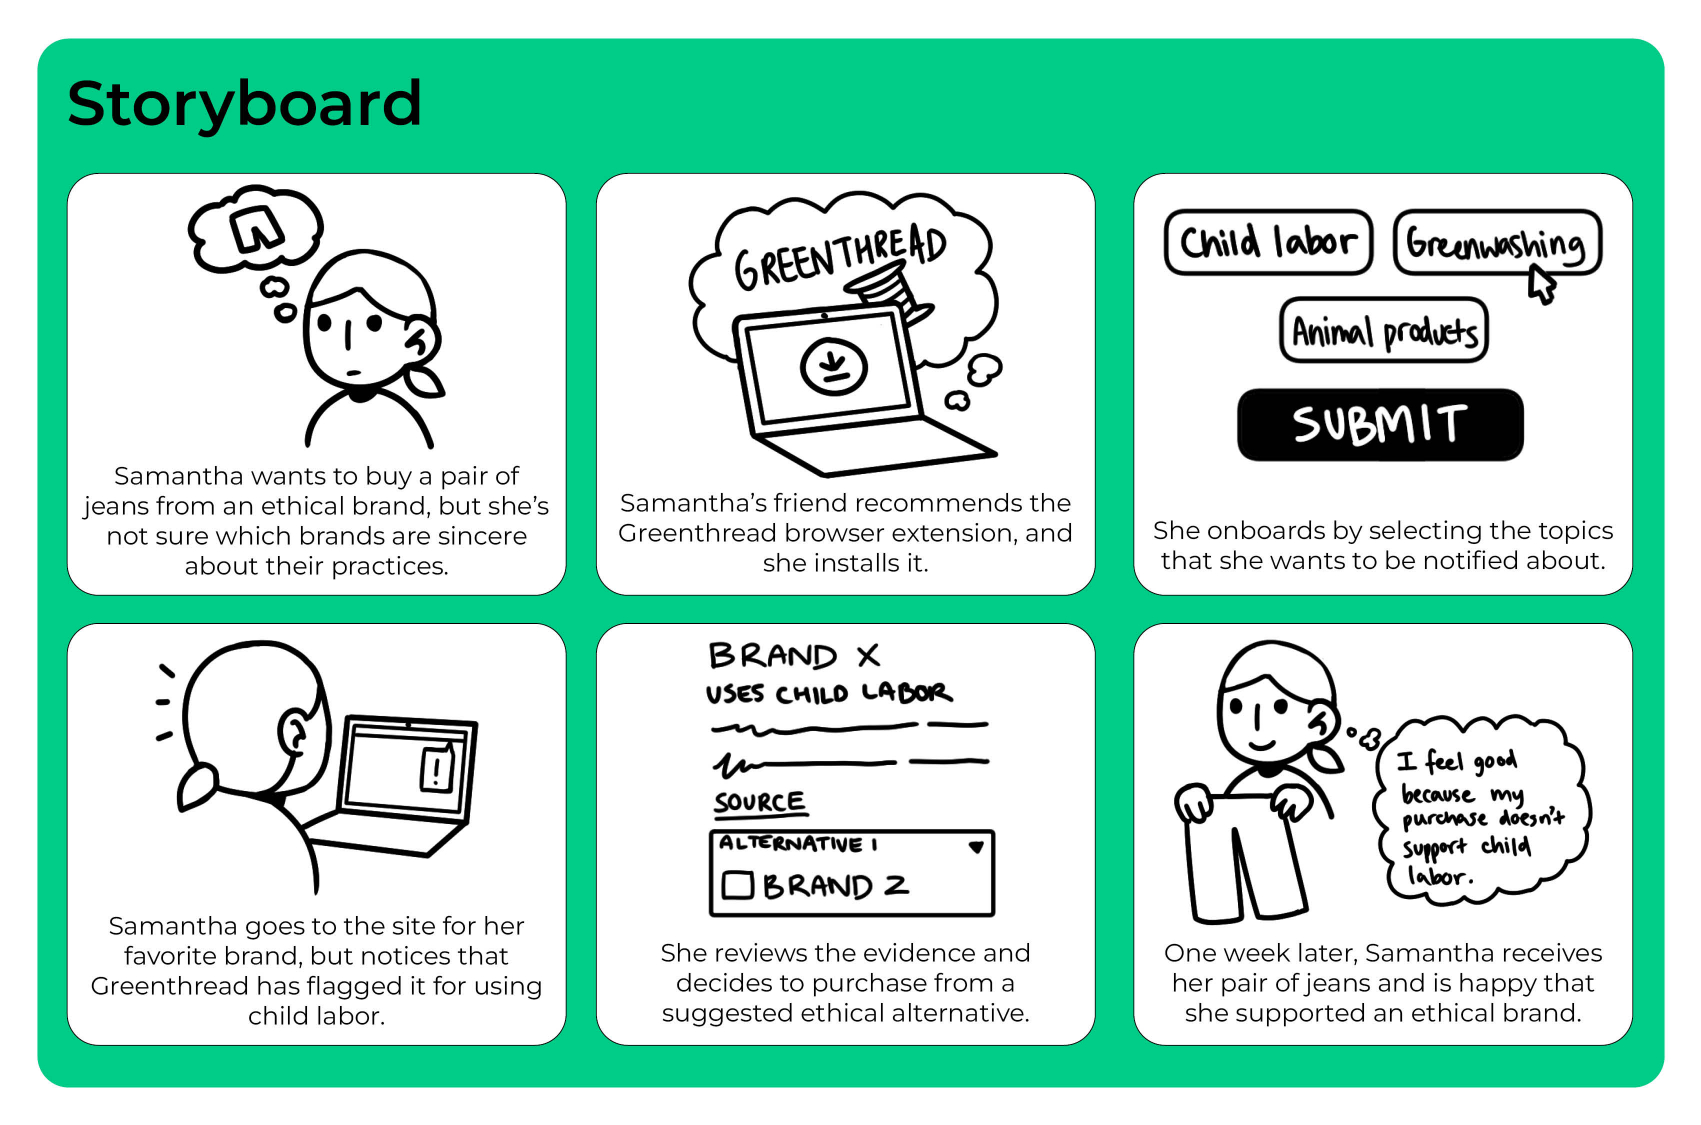 Storyboard
Samantha wants to buy a pair of
jeans from an ethical brand, but she's
not sure which brands are sincere
about their practices.
GREENTHREAD
Samantha's friend recommends the
Greenthread browser extension, and
she installs it.
Child labor
Greenwashing
Animal products
SUBMIT
She onboards by selecting the topics
that she wants to be notified about.
!
Samantha goes to the site for her
favorite brand, but notices that
Greenthread has flagged it for using
child labor.
BRAND X
USES CHILD LABOR
SOURCE
ALTERNATIVE 1
BRAND Z
She reviews the evidence and
decides to purchase from a
suggested ethical alternative.
I feel good
because my
purchase doesn't
support child
labor.
One week later, Samantha receives
her pair of jeans and is happy that
she supported an ethical brand.